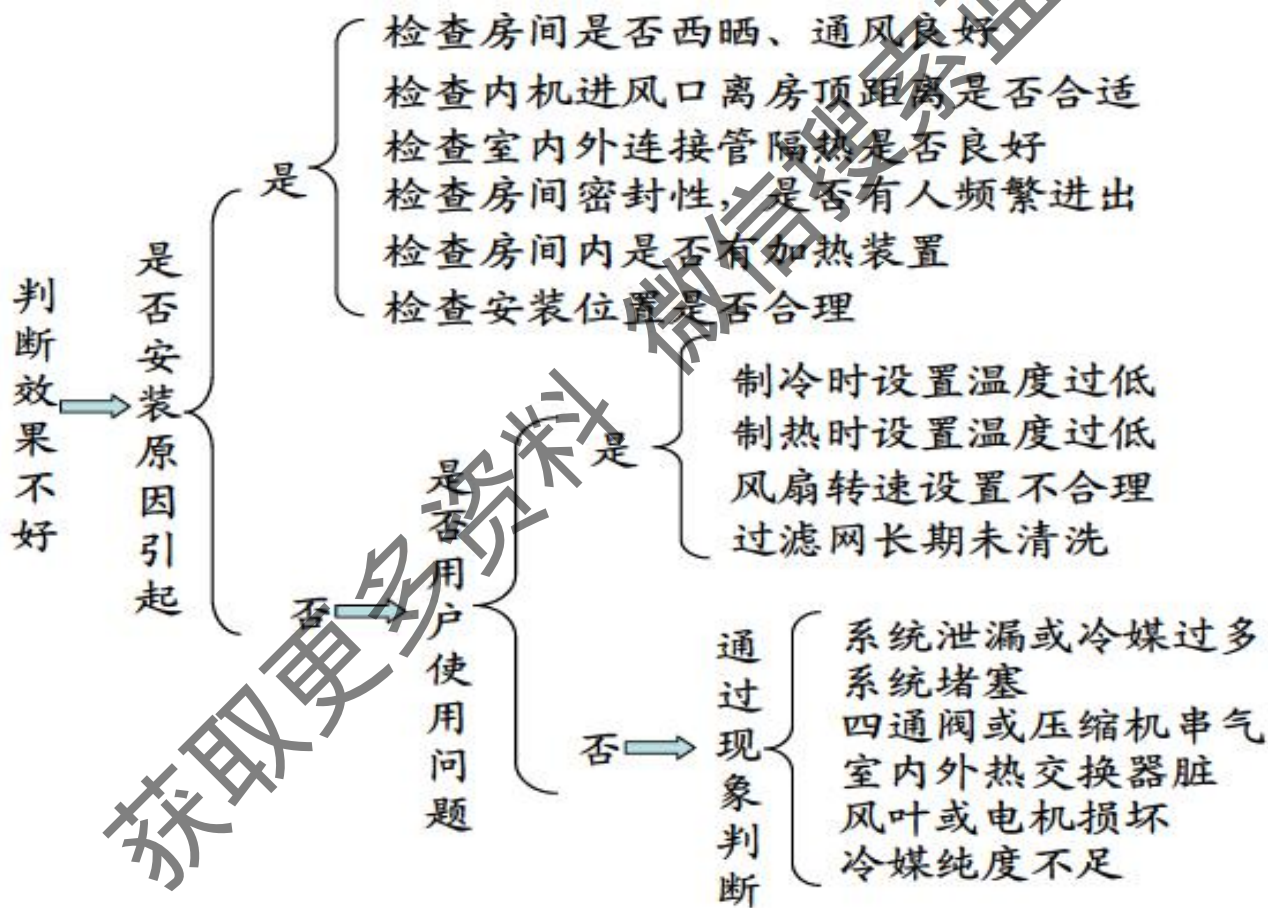 判断效果不好
是否安装原因引起
是
检查房间是否西晒、通风良好
检查内机进风口离房顶距离是否合适
检查室内外连接管隔热是否良好
检查房间密封性，是否有人频繁进出
检查房间内是否有加热装置
检查安装位置是否合理
否
是否用户使用问题
是
制冷时设置温度过低
制热时设置温度过低
风扇转速设置不合理
过滤网长期未清洗
否
通过现象判断
系统泄漏或冷媒过多
系统堵塞
四通阀或压缩机串气
室内外热交换器脏
风叶或电机损坏
冷媒纯度不足
获取更多资料 微信搜索